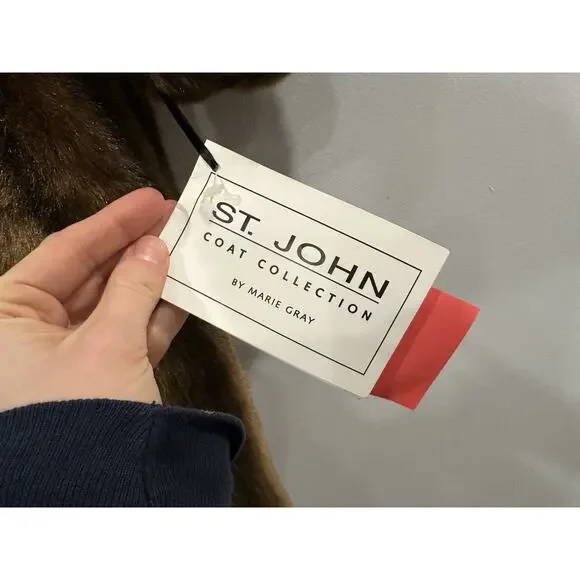 ST. JOHN
COAT COLLECTION
BY MARIE GRAY